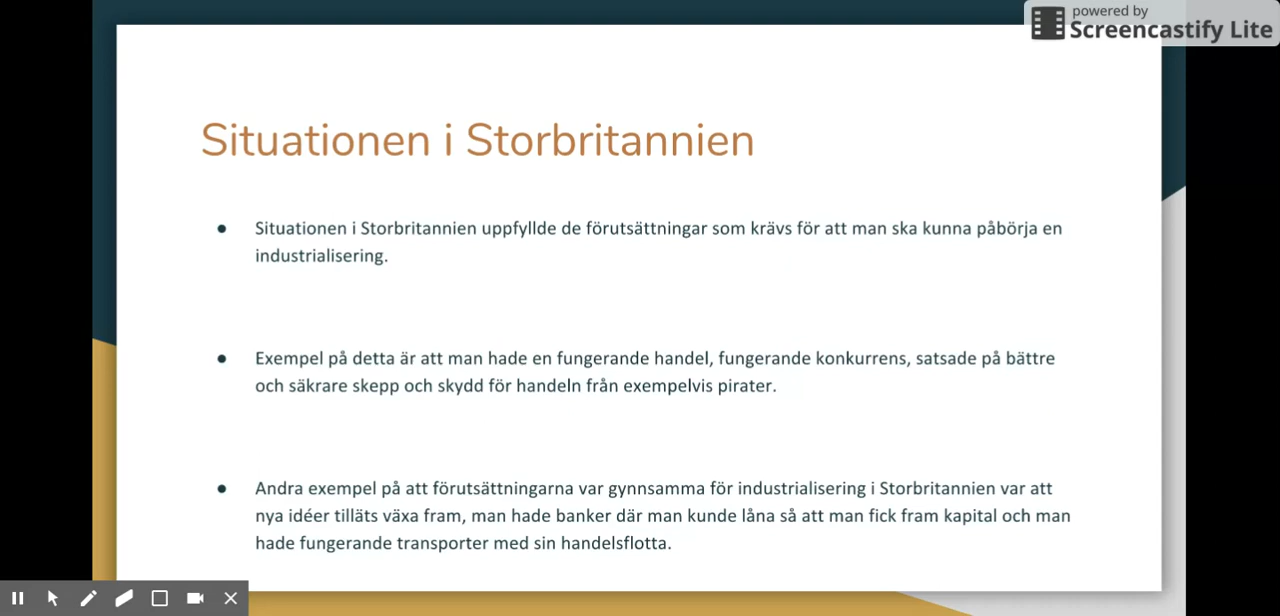 powered by
Screencastify Lite
Situationen i Storbritannien
● Situationen i Storbritannien uppfyllde de förutsättningar som krävs för att man ska kunna påbörja en
industrialisering.
● Exempel på detta är att man hade en fungerande handel, fungerande konkurrens, satsade på bättre
och säkrare skepp och skydd för handeln från exempelvis pirater.
● Andra exempel på att förutsättningarna var gynnsamma för industrialisering i Storbritannien var att
nya idéer tilläts växa fram, man hade banker där man kunde låna så att man fick fram kapital och man
hade fungerande transporter med sin handelsflotta.